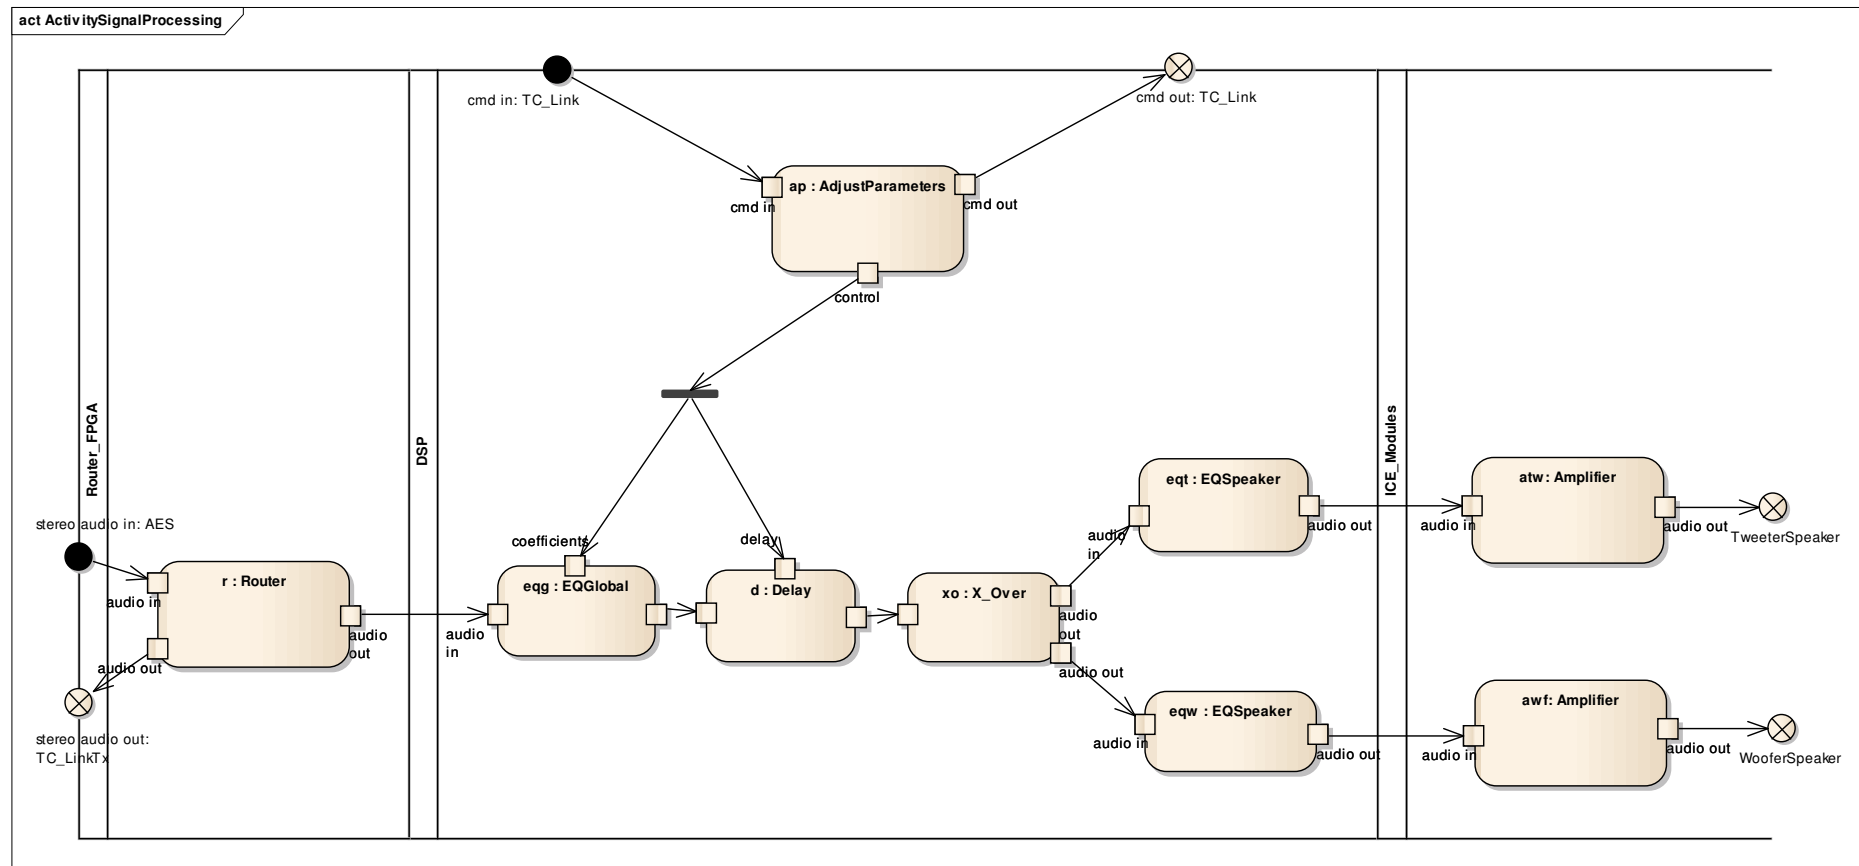 act ActivitySignalProcessing
cmd in: TC_Link
cmd out: TC_Link
ap : AdjustParameters
cmd in
cmd out
control
Router_FPGA
DSP
ICE_Modules
stereo audio in: AES
r : Router
audio in
audio
out
audio out
stereo audio out:
TC_LinkTx
coefficients
eqg : EQGlobal
audio
in
delay
d : Delay
xo : X_Over
audio
out
audio out
eqt : EQSpeaker
audio
in
audio out
eqw : EQSpeaker
audio in
audio out
atw: Amplifier
audio in
audio out
TweeterSpeaker
awf: Amplifier
audio in
audio out
WooferSpeaker